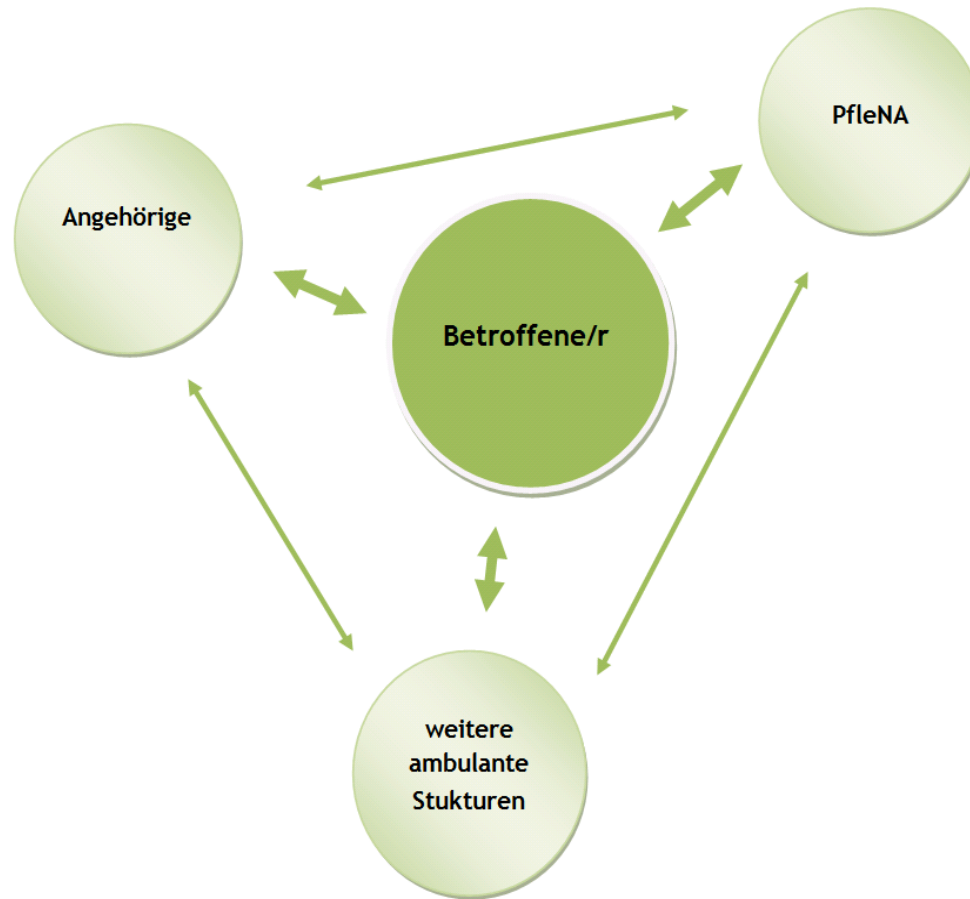 PfleNA
Angehörige
Betroffene/r
weitere
ambulante
Stukturen